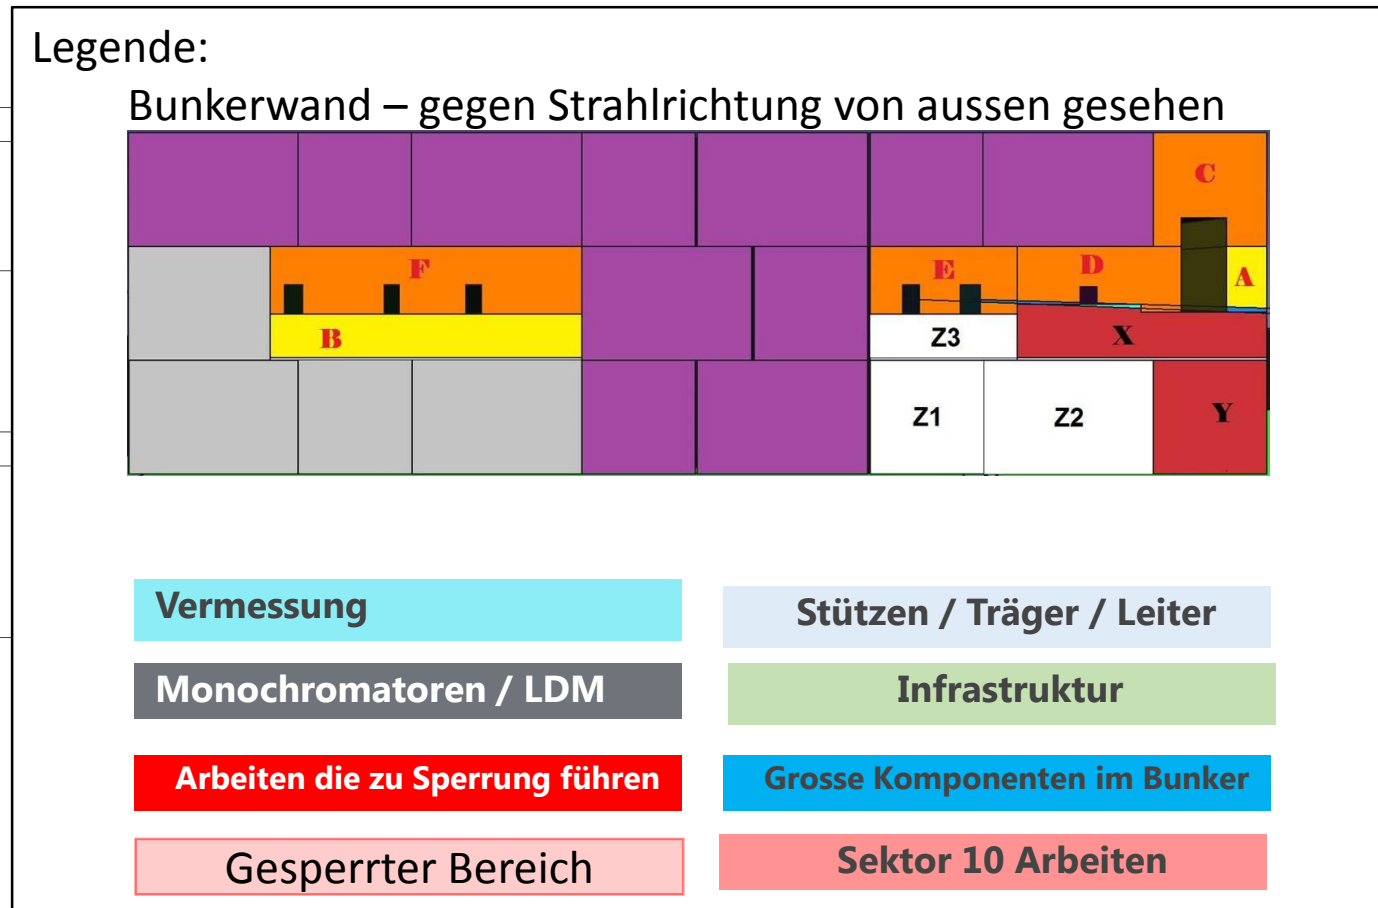 Legende:
Bunkerwand – gegen Strahlrichtung von aussen gesehen
C
F
E
D
A
B
Z3
X
Z1
Z2
Y
Vermessung
Stützen / Träger / Leiter
Monochromatoren / LDM
Infrastruktur
Arbeiten die zu Sperrung führen
Grosse Komponenten im Bunker
Gesperrter Bereich
Sektor 10 Arbeiten